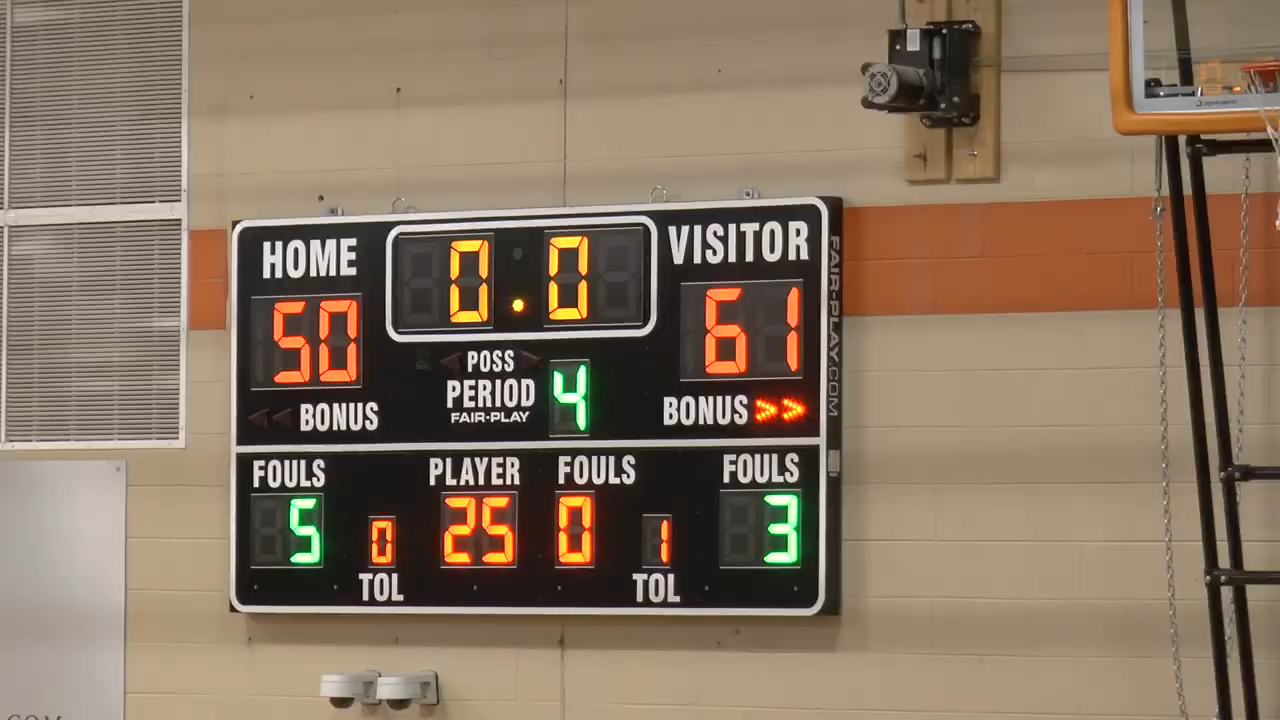 HOME
0.0
VISITOR
50
61
POSS
PERIOD
4
FAIR-PLAY
BONUS
BONUS
FAIR-PLAY.COM
FOULS
PLAYER
FOULS
FOULS
5
0
25
0
1
3
TOL
TOL
.COM